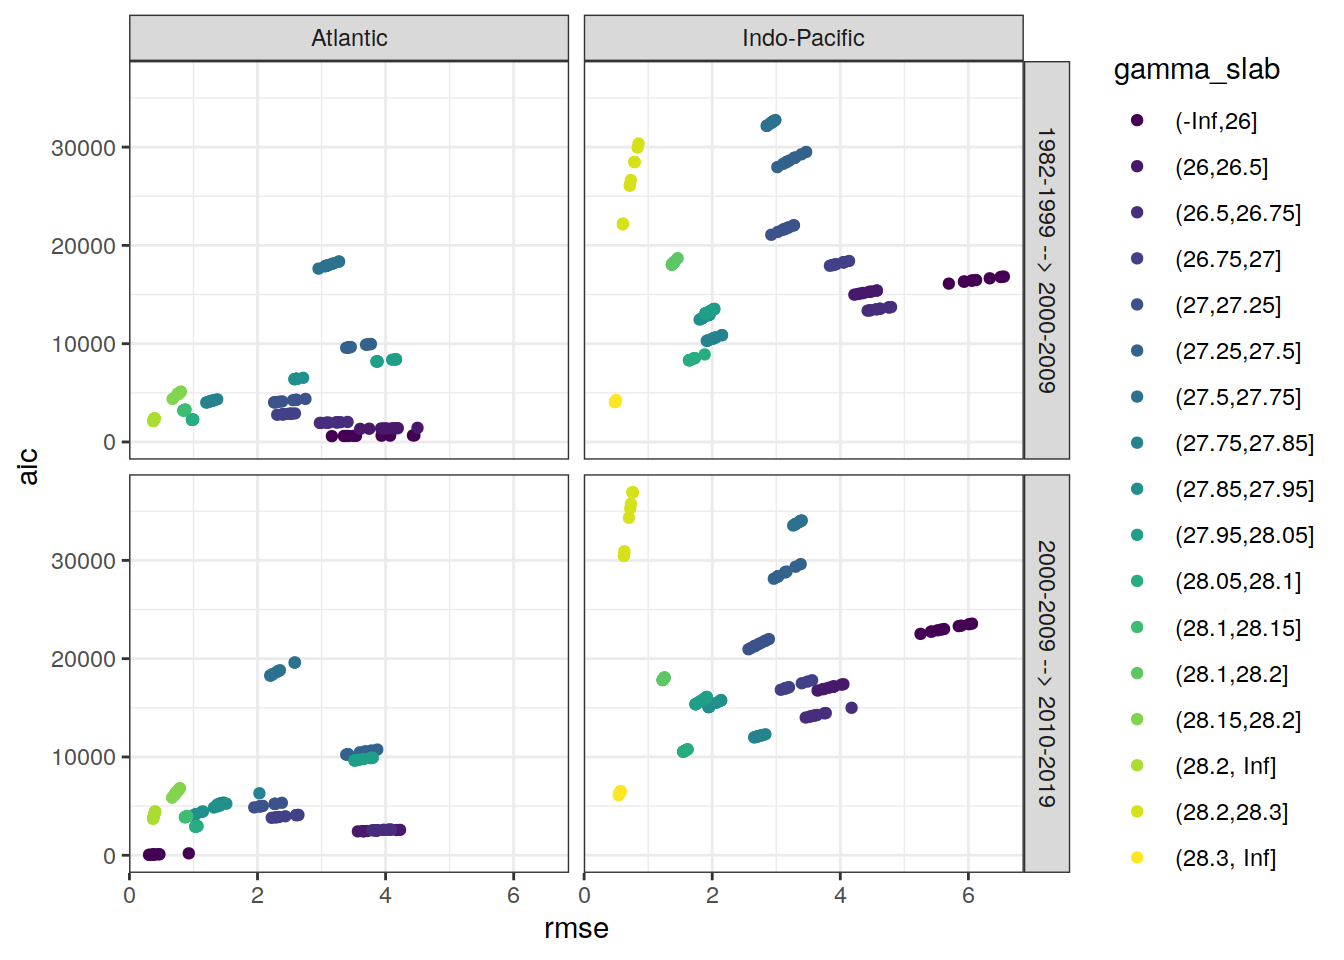 Atlantic
Indo-Pacific
1982-1999 --> 2000-2009
2000-2009 --> 2010-2019
aic
30000
20000
10000
0
30000
20000
10000
0
0 2 4 6
0 2 4 6
rmse
gamma_slab
(-Inf,26]
(26,26.5]
(26.5,26.75]
(26.75,27]
(27,27.25]
(27.25,27.5]
(27.5,27.75]
(27.75,27.85]
(27.85,27.95]
(27.95,28.05]
(28.05,28.1]
(28.1,28.15]
(28.1,28.2]
(28.15,28.2]
(28.2, Inf]
(28.2,28.3]
(28.3, Inf]